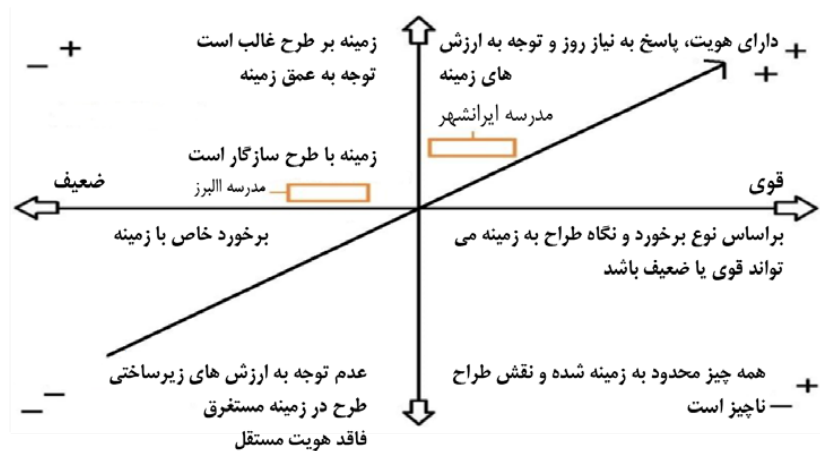 دارای هویت، پاسخ به نیاز روز و توجه به ارزش
های زمینه
زمینه بر طرح غالب است
توجه به عمق زمینه
مدرسه ایرانشهر
زمینه با طرح سازگار است
مدرسه االبرز
قوی
ضعیف
براساس نوع برخورد و نگاه طراح به زمینه می
تواند قوی یا ضعیف باشد
برخورد خاص با زمینه
همه چیز محدود به زمینه شده و نقش طراح
ناچیز است
عدم توجه به ارزش های زیرساختی
طرح در زمینه مستغرق
فاقد هویت مستقل